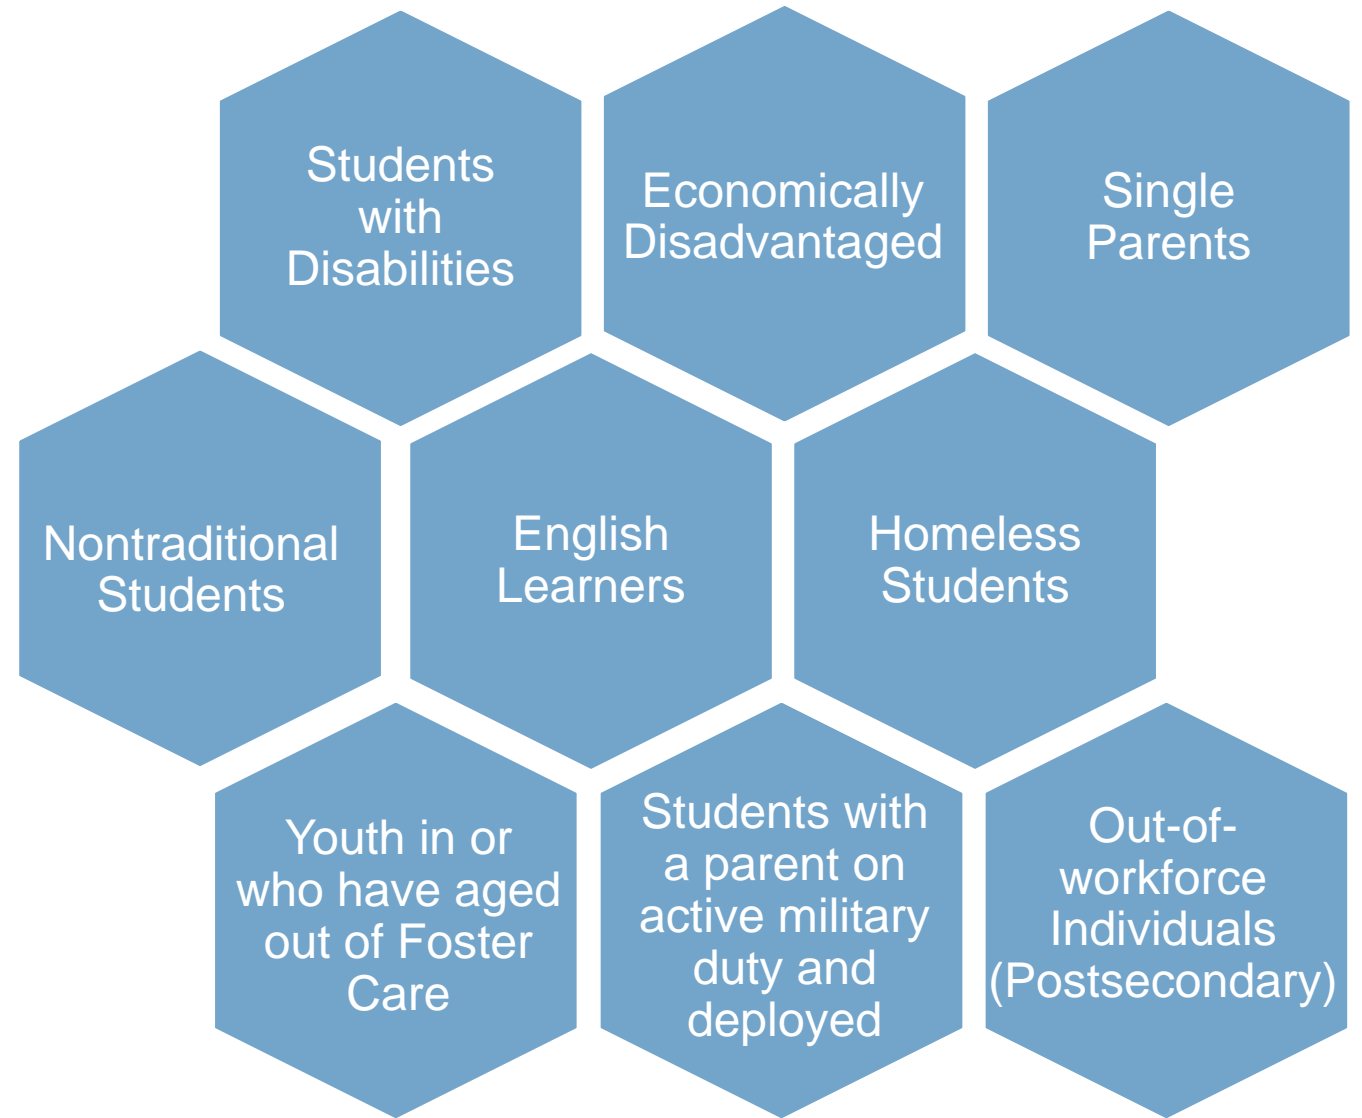 Students
with
Disabilities
Economically
Disadvantaged
Single
Parents
Nontraditional
Students
English
Learners
Homeless
Students
Youth in or
who have aged
out of Foster
Care
Students with
a parent on
active military
duty and
deployed
Out-of-
workforce
Individuals
(Postsecondary)